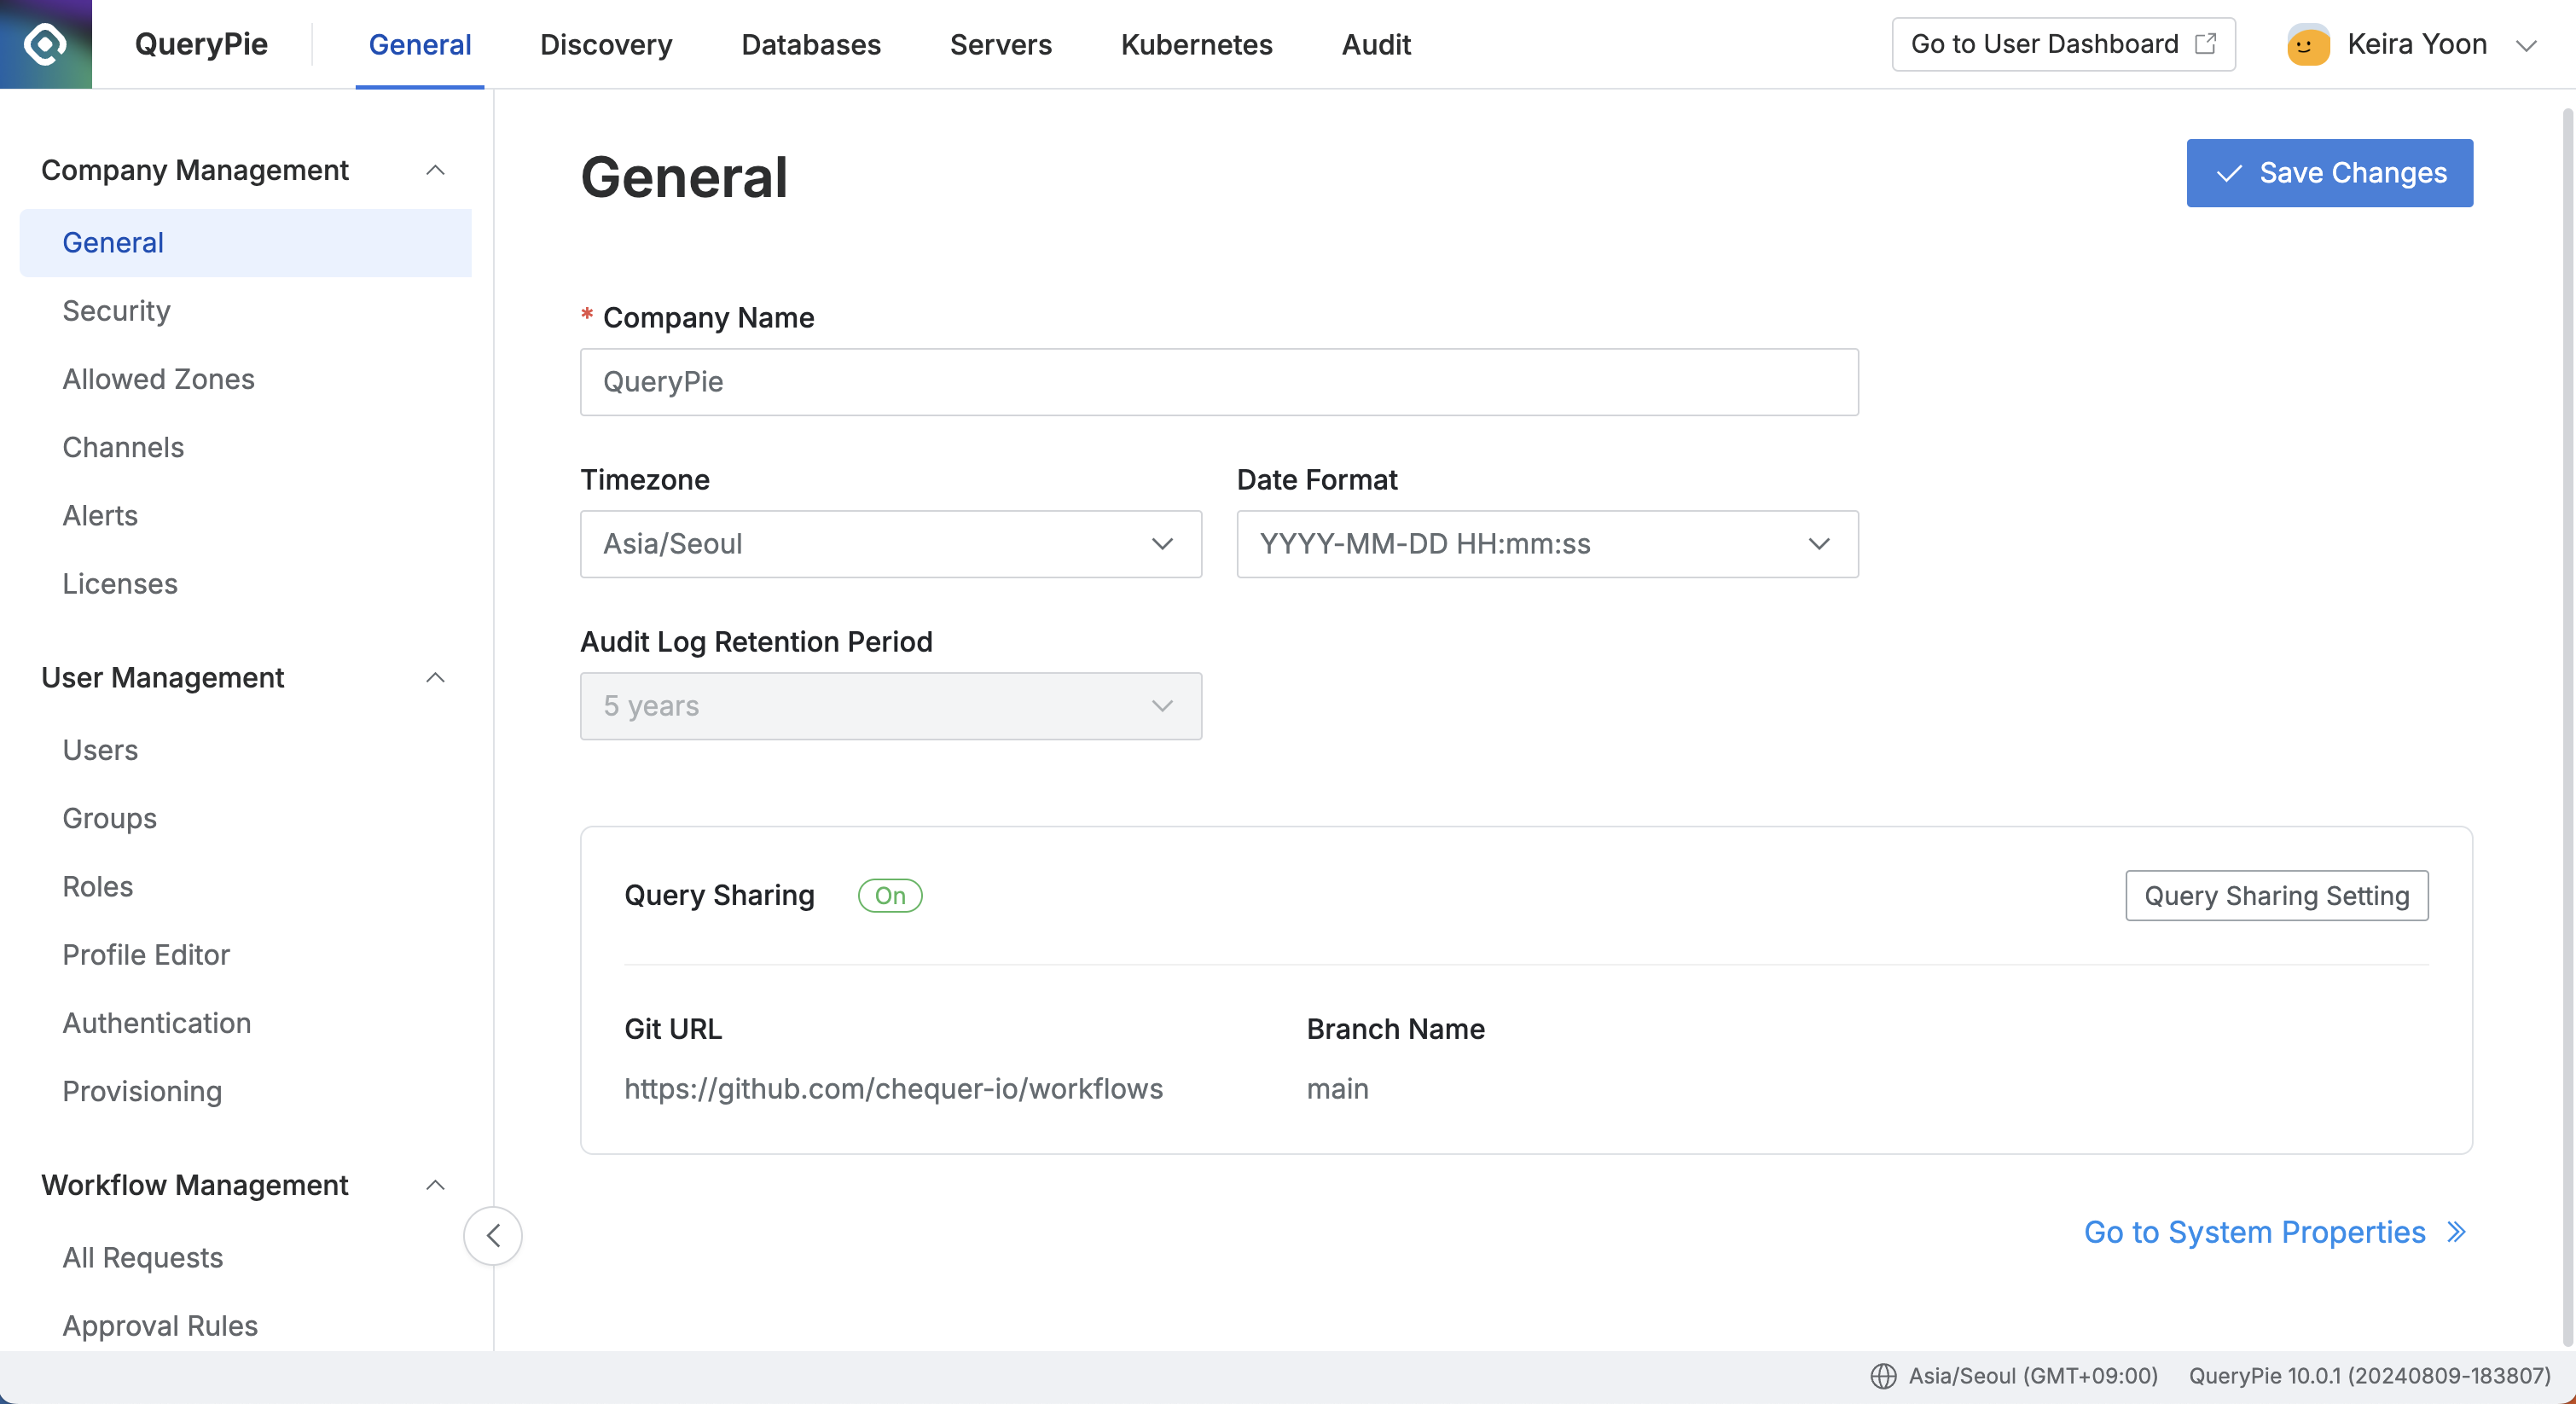 QueryPie
General
Discovery
Databases
Servers
Kubernetes
Audit
Go to User Dashboard
Keira Yoon
Company Management
General
Security
Allowed Zones
Channels
Alerts
Licenses
User Management
Users
Groups
Roles
Profile Editor
Authentication
Provisioning
Workflow Management
All Requests
Approval Rules
General
Save Changes
* Company Name
QueryPie
Timezone
Asia/Seoul
Date Format
YYYY-MM-DD HH:mm:ss
Audit Log Retention Period
5 years
Query Sharing
On
Query Sharing Setting
Git URL
https://github.com/chequer-io/workflows
Branch Name
main
Go to System Properties
Asia/Seoul (GMT+09:00)
QueryPie 10.0.1 (20240809-183807)